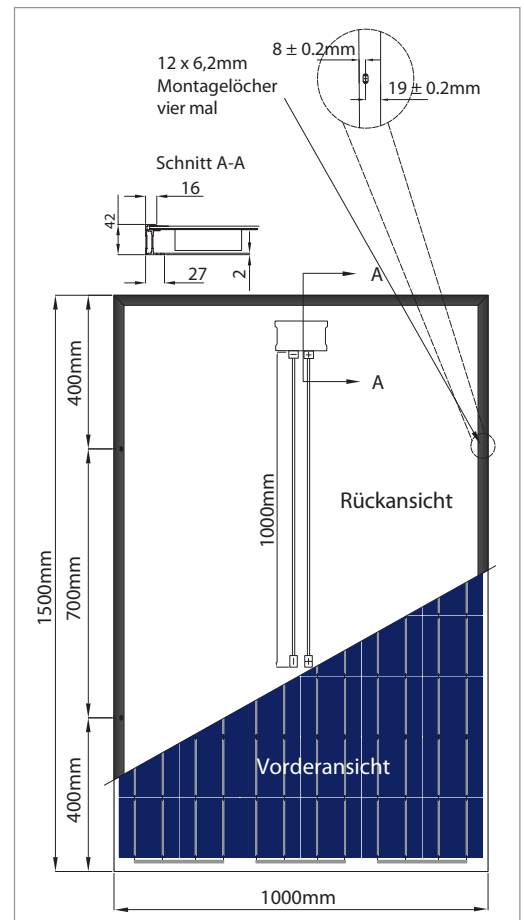 12 x 6,2mm
Montagelöcher
vier mal
8 ± 0.2mm
19 ± 0.2mm
Schnitt A-A
16
42
27
2
A
A
400mm
700mm
400mm
1500mm
1000mm
- +
- +
Rückansicht
Vorderansicht
1000mm